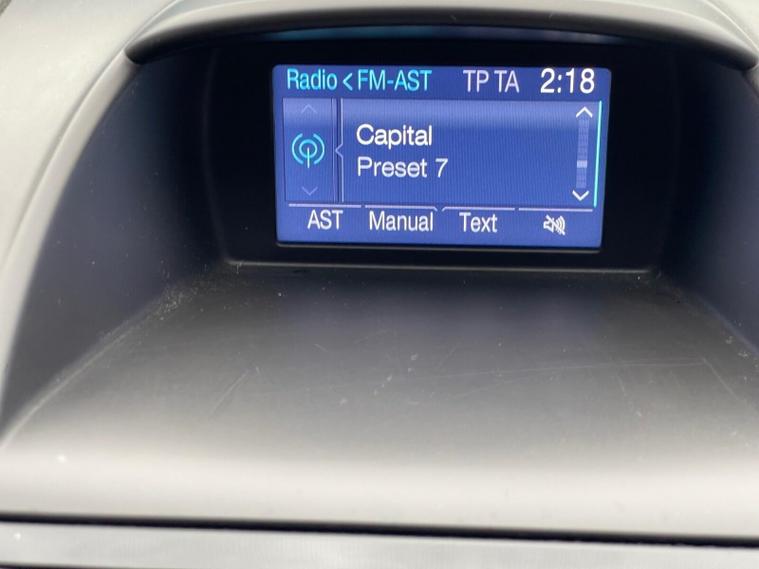 Radio < FM-AST TP TA 2:18
Capital
Preset 7
AST Manual Text